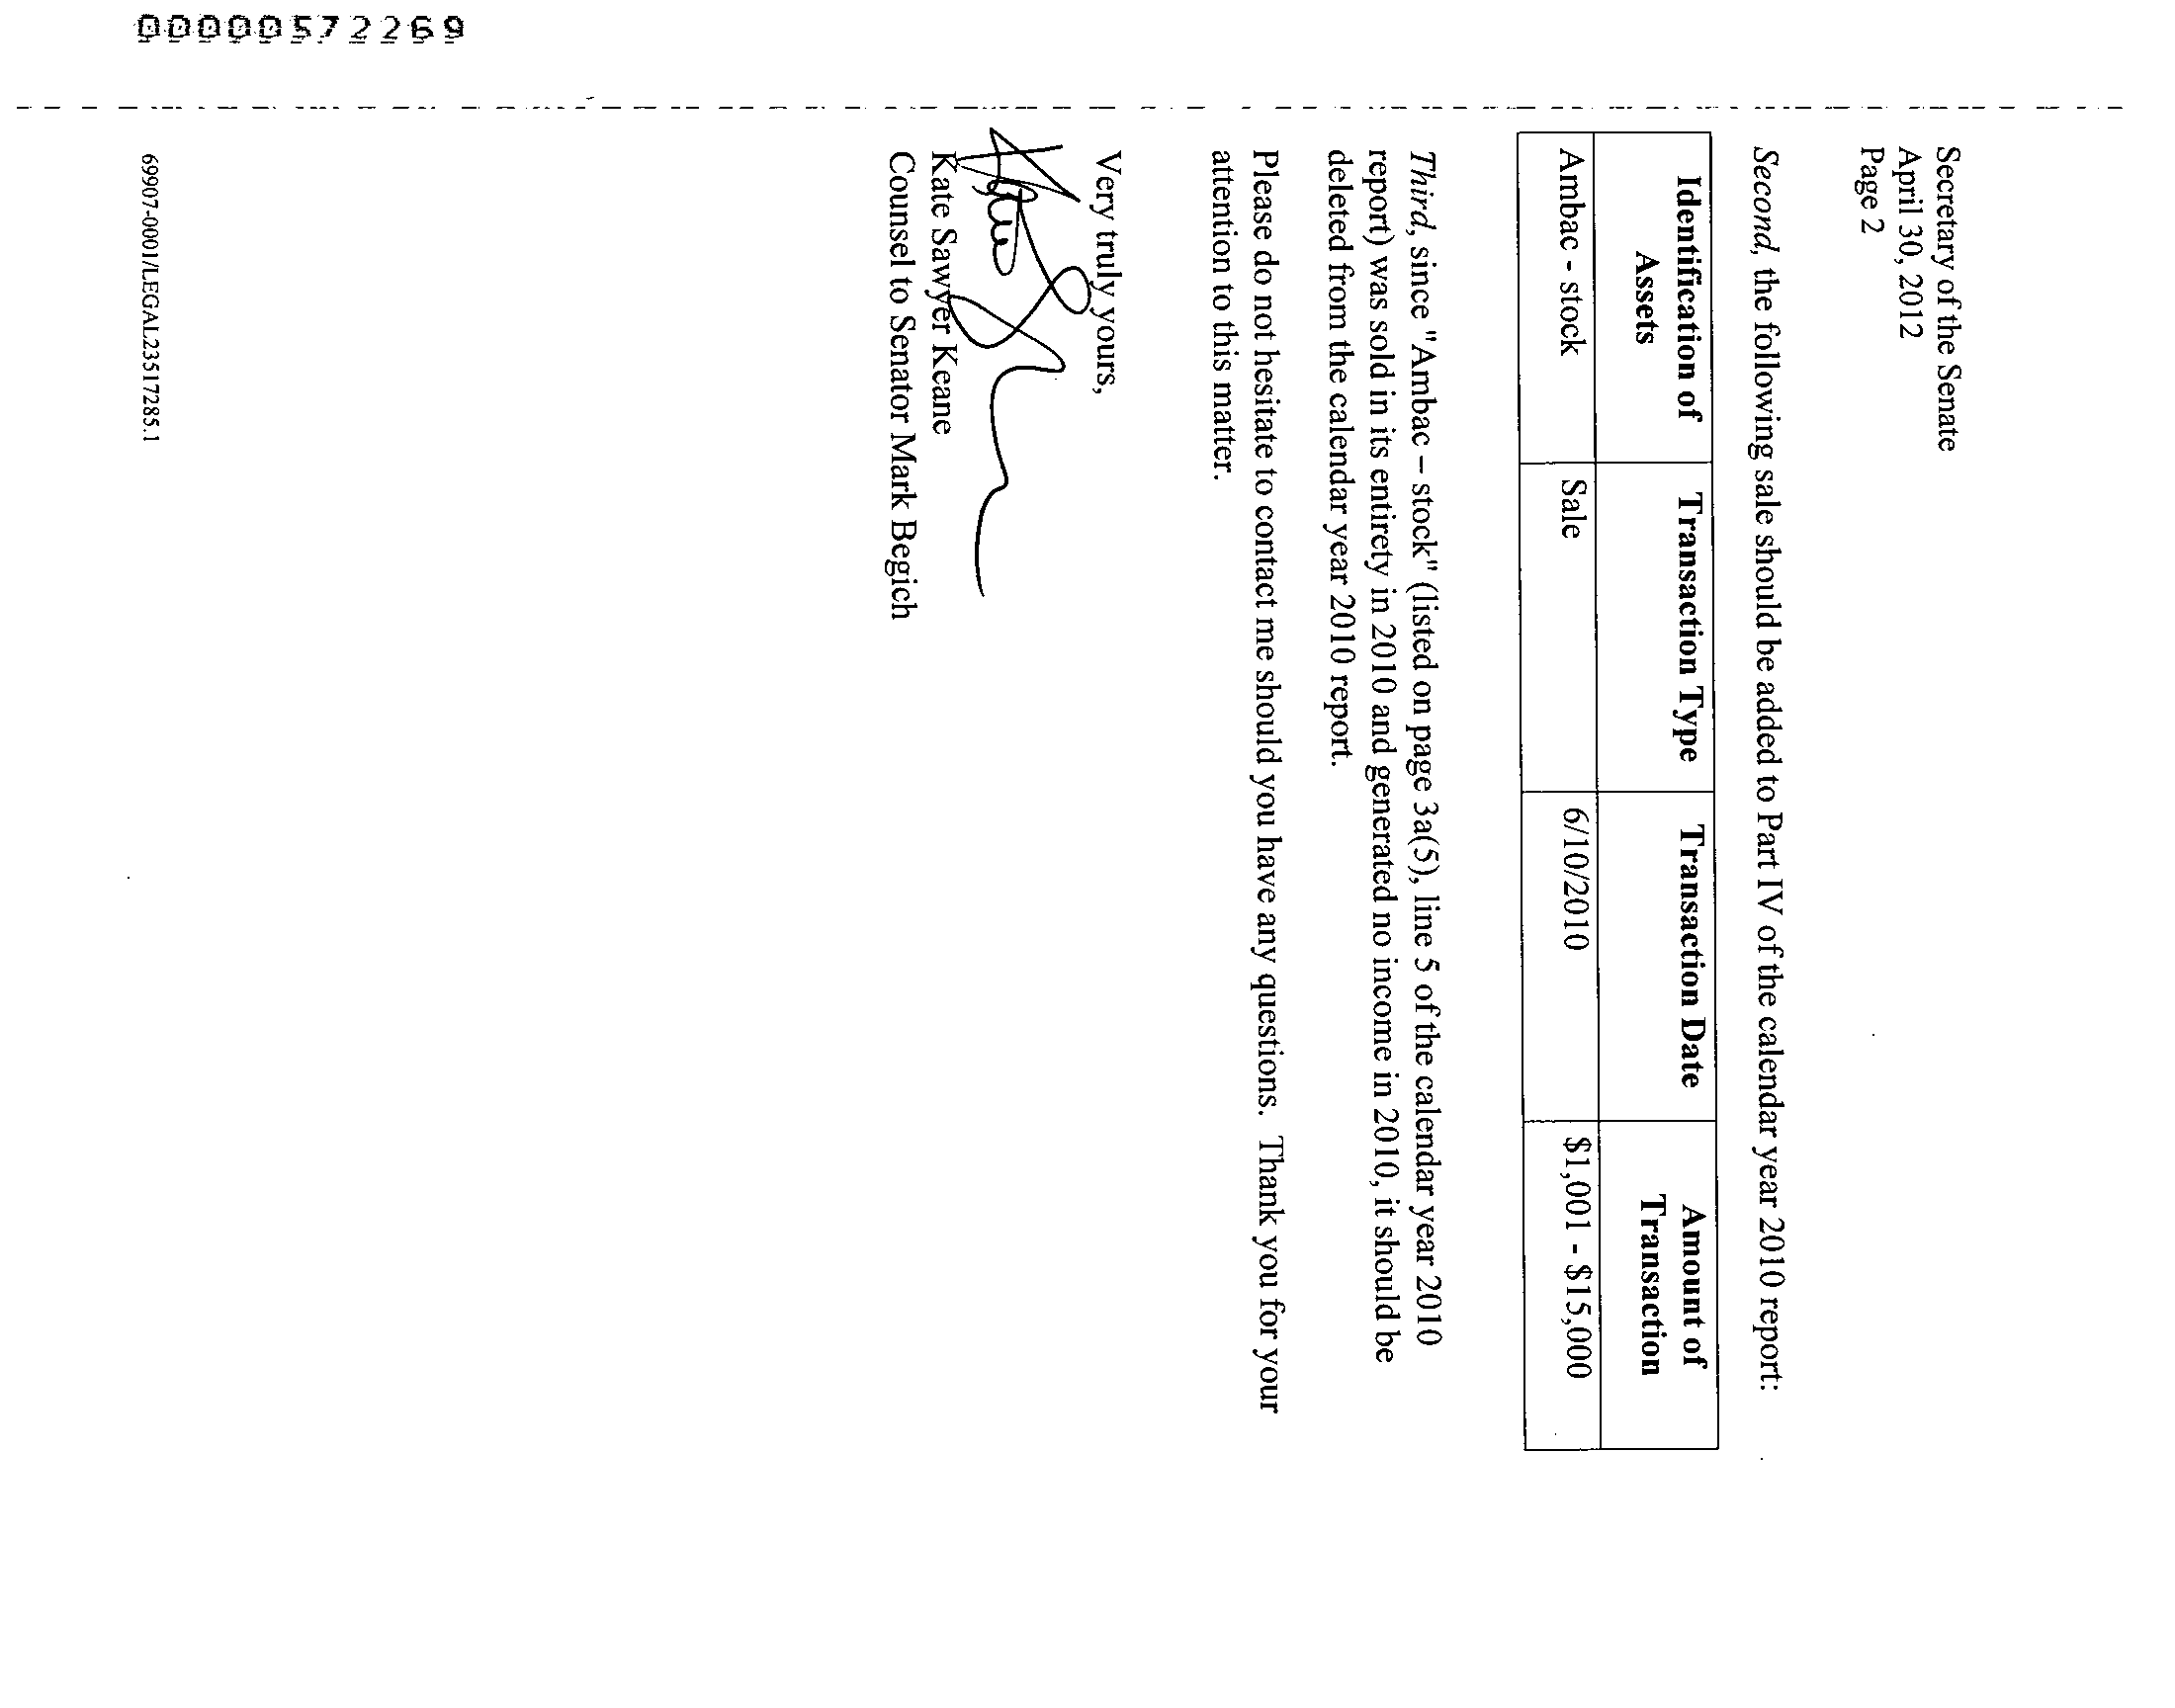 00000572269
Secretary of the Senate
April 30, 2012
Page 2
Second, the following sale should be added to Part IV of the calendar year 2010 report:
Identification of Assets Transaction Type Transaction Date Amount of Transaction
Ambac - stock Sale 6/10/2010 $1,001 - $15,000
Third, since "Ambac – stock" (listed on page 3a(5), line 5 of the calendar year 2010
report) was sold in its entirety in 2010 and generated no income in 2010, it should be
deleted from the calendar year 2010 report.
Please do not hesitate to contact me should you have any questions. Thank you for your
attention to this matter.
Very truly yours,
Kate Sawyer Keane
Counsel to Senator Mark Begich
69907-0001/LEGAL23517285.1